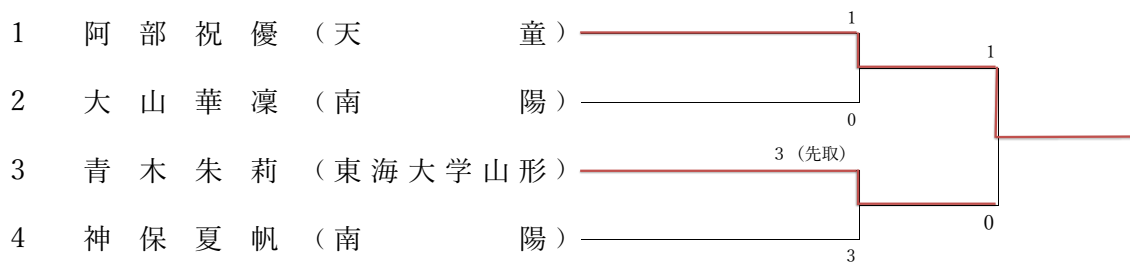 1
1 阿部祝優（天童）
1
2 大山華凜（南陽）
0
3（先取）
3 青木朱莉（東海大学山形）
0
4 神保夏帆（南陽）
3